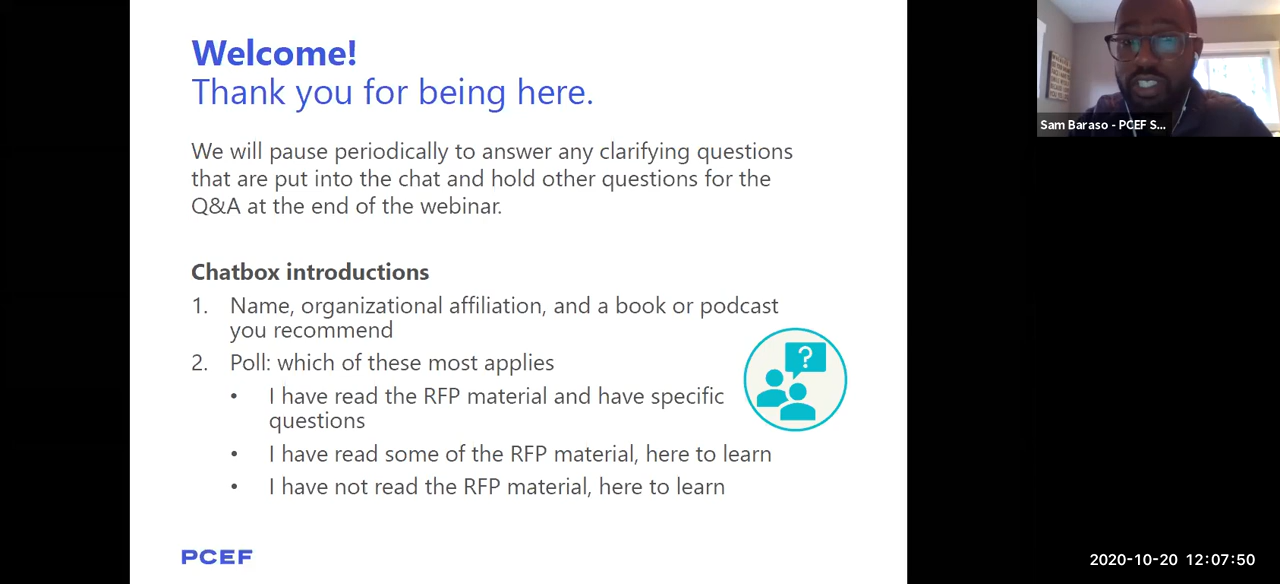 Welcome!
Thank you for being here.
We will pause periodically to answer any clarifying questions
that are put into the chat and hold other questions for the
Q&A at the end of the webinar.
Chatbox introductions
1. Name, organizational affiliation, and a book or podcast
you recommend
2. Poll: which of these most applies
• I have read the RFP material and have specific
questions
• I have read some of the RFP material, here to learn
• I have not read the RFP material, here to learn
?
PCEF
Sam Baraso - PCEF S...
2020-10-20 12:07:50